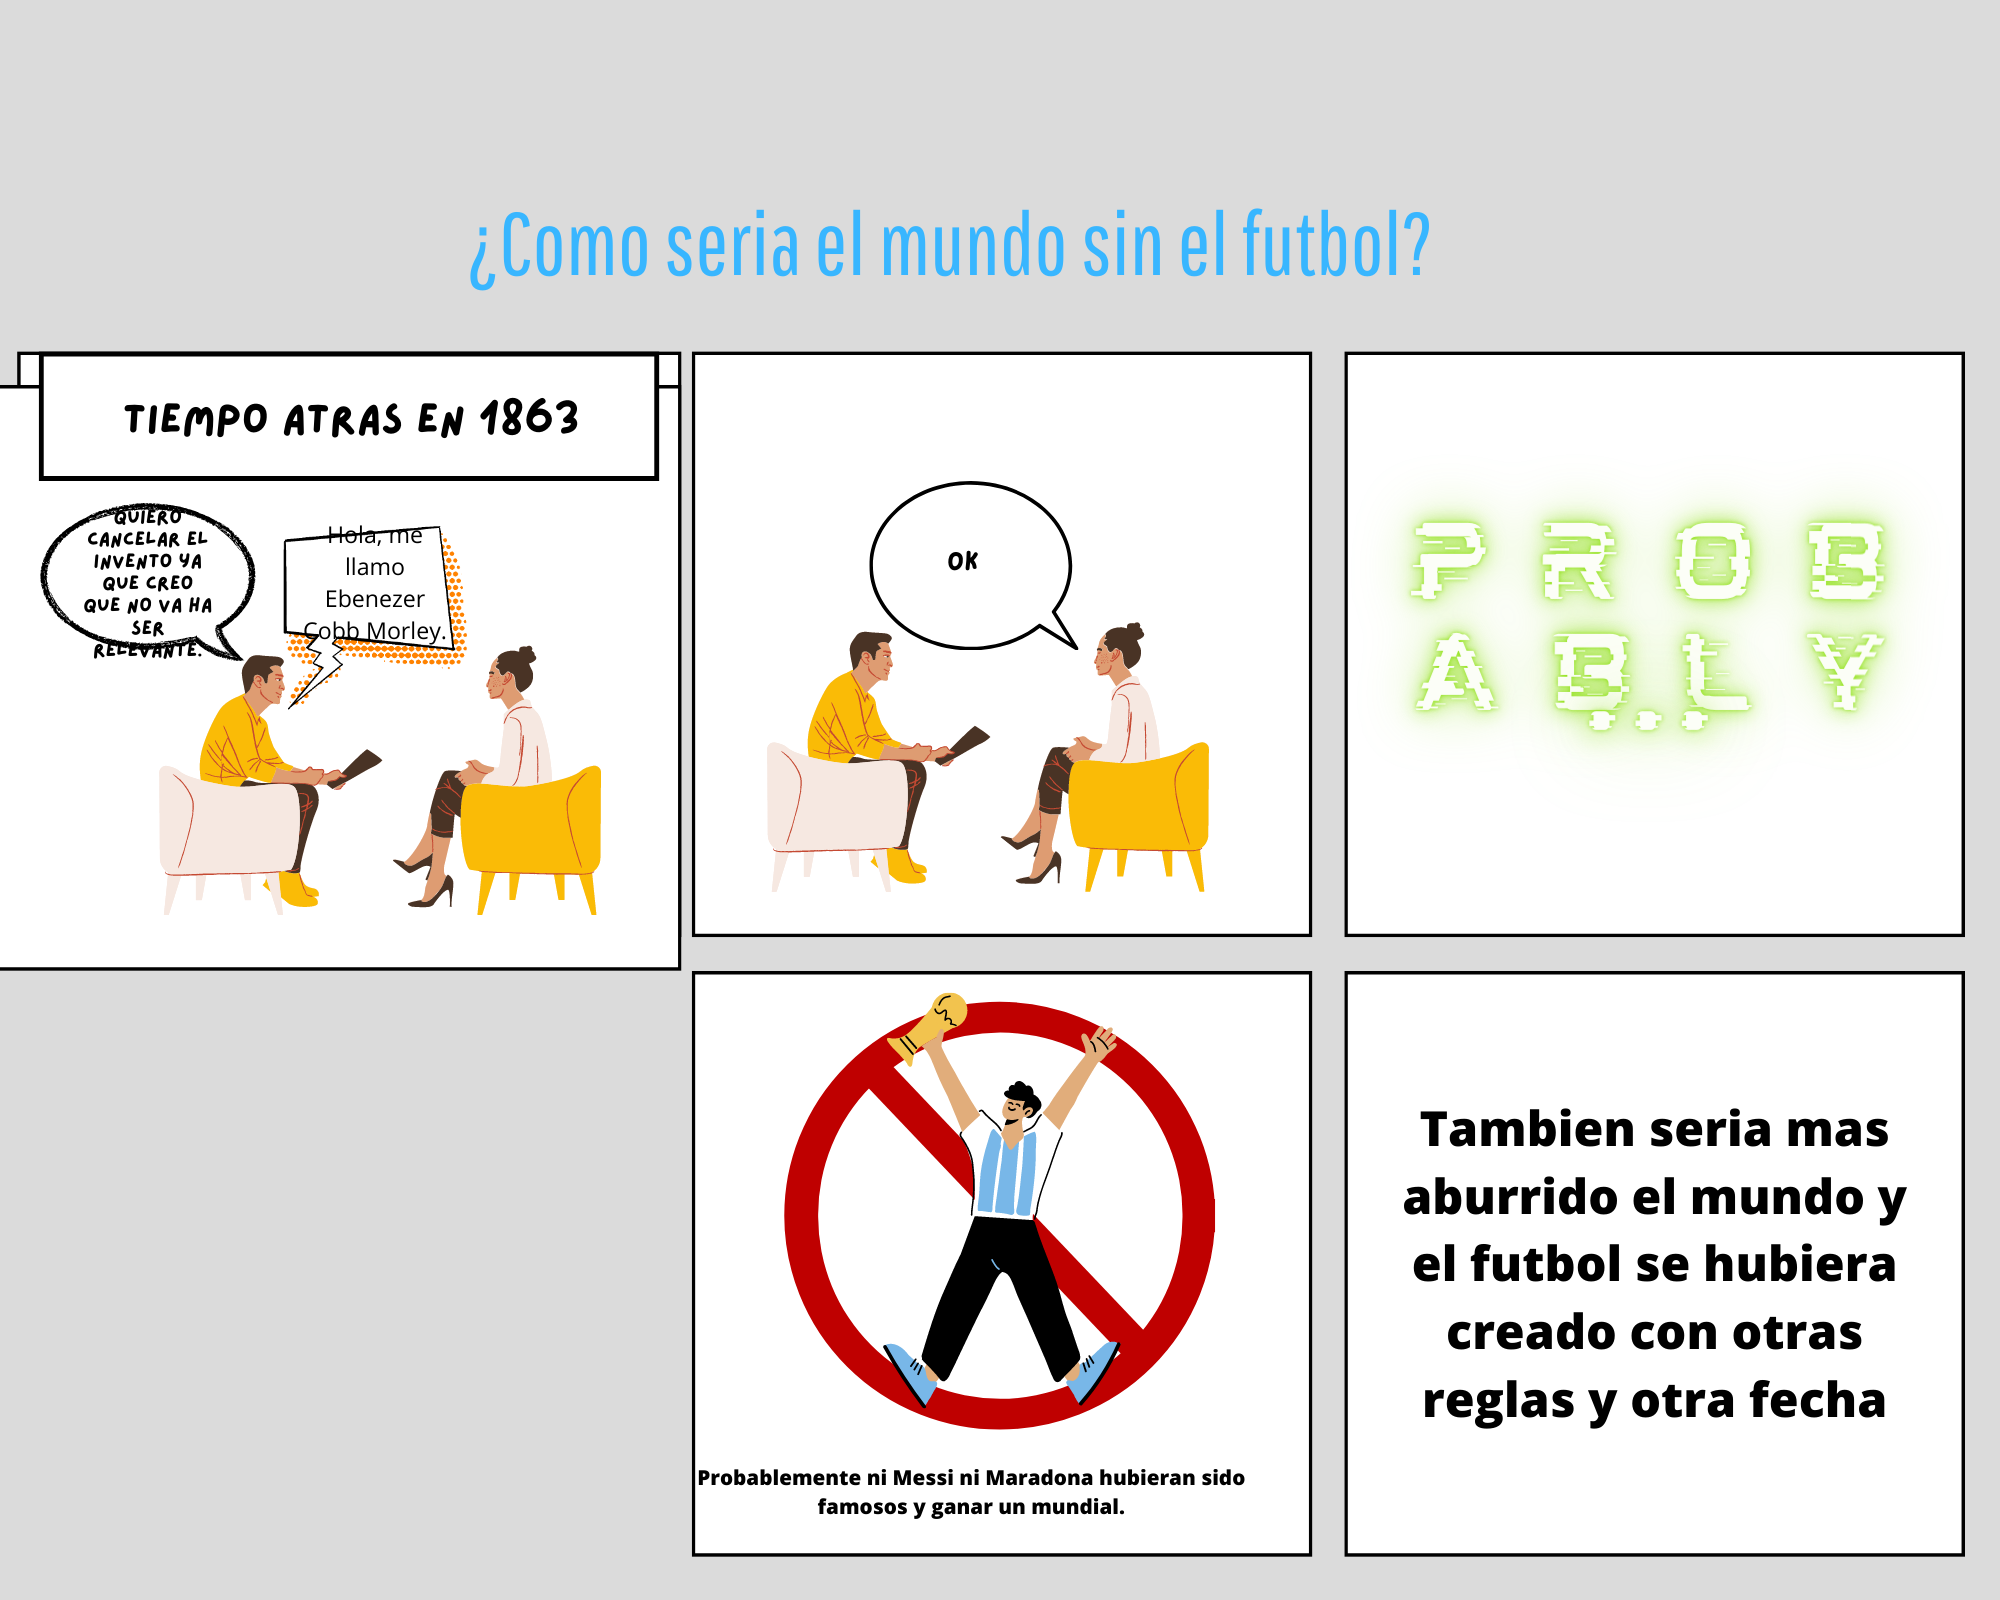 ¿Como seria el mundo sin el futbol?
TIEMPO ATRAS EN 1863
QUIERO
CANCELAR EL
INVENTO YA
QUE CREO
QUE NO VA HA
SER
RELEVANTE.
Hola, me
llamo
Ebenezer
Cobb Morley.
OK
PROB
ABLY
...
Probablemente ni Messi ni Maradona hubieran sido
famosos y ganar un mundial.
Tambien seria mas
aburrido el mundo y
el futbol se hubiera
creado con otras
reglas y otra fecha